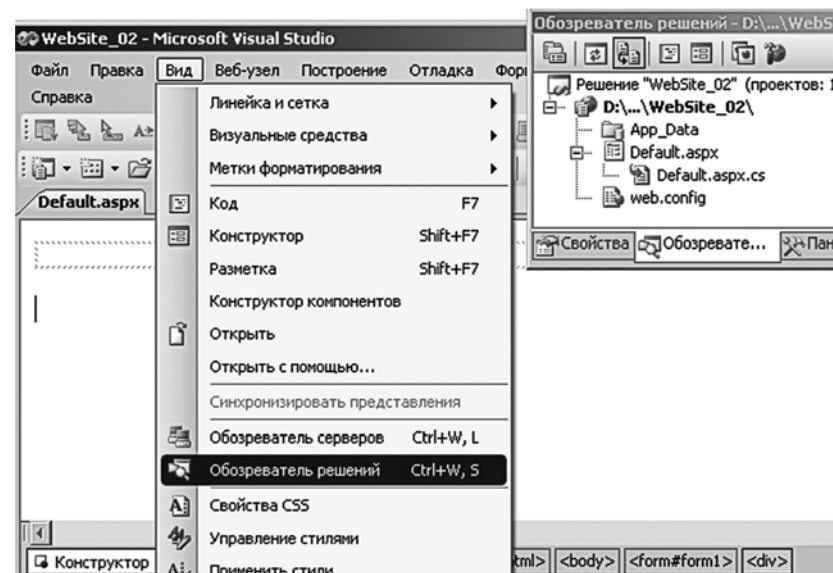 WebSite_02 - Microsoft Visual Studio
Файл Правка Вид Веб-узел Построение Отладка
Справка
Default.aspx
Линейка и сетка
Визуальные средства
Метки форматирования
Код F7
Конструктор Shift+F7
Разметка Shift+F7
Конструктор компонентов
Открыть
Открыть с помощью...
Синхронизировать представления
Обозреватель серверов Ctrl+W, L
Обозреватель решений Ctrl+W, S
Свойства CSS
Управление стилями
Применить стили
Конструктор
<body> <form#form1> <div>
Обозреватель решений - D:\...\WebS
Решение "WebSite_02" (проектов: 1
D:\...\WebSite_02\
App_Data
Default.aspx
Default.aspx.cs
web.config
Свойства Обозревате... Пан